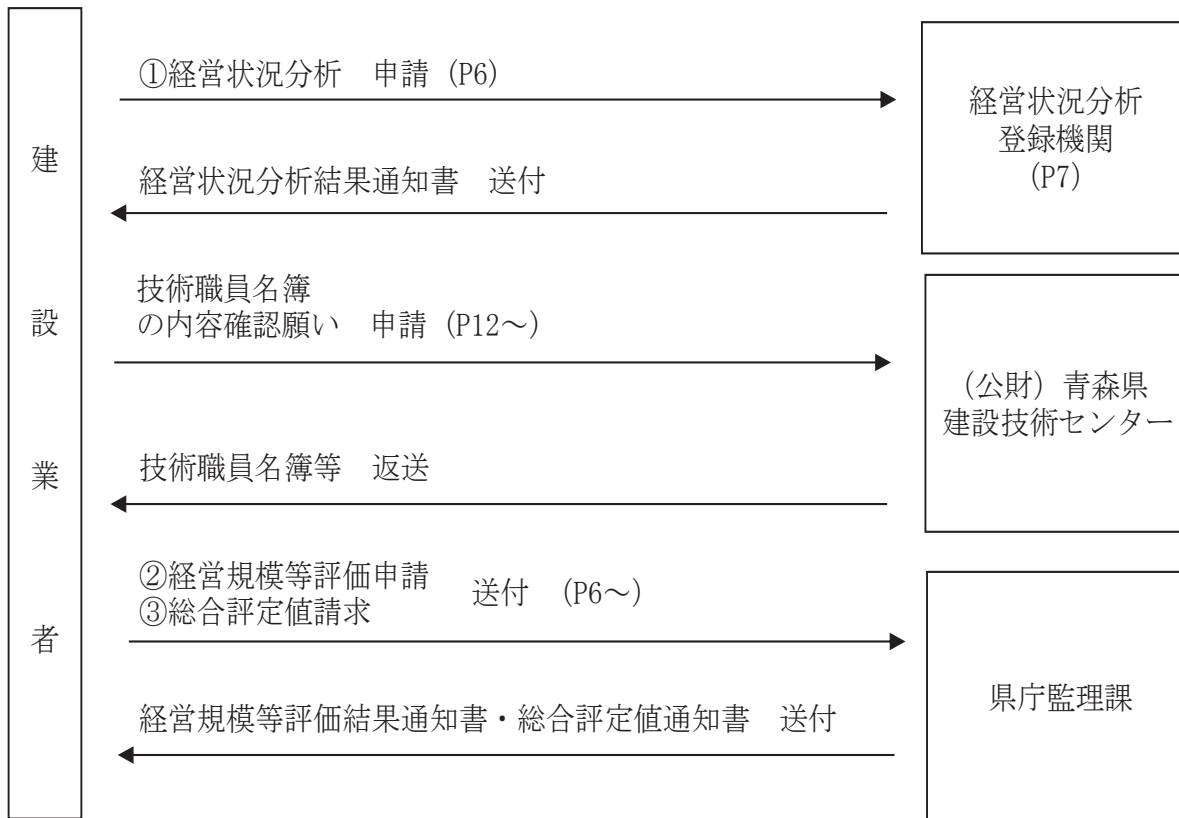 建設業者
①経営状況分析　申請（P6）
経営状況分析
登録機関
（P7）
経営状況分析結果通知書　送付
技術職員名簿
の内容確認願い　申請（P12～）
（公財）青森県
建設技術センター
技術職員名簿等　返送
②経営規模等評価申請
③総合評定値請求
送付　（P6～）
県庁監理課
経営規模等評価結果通知書・総合評定値通知書　送付